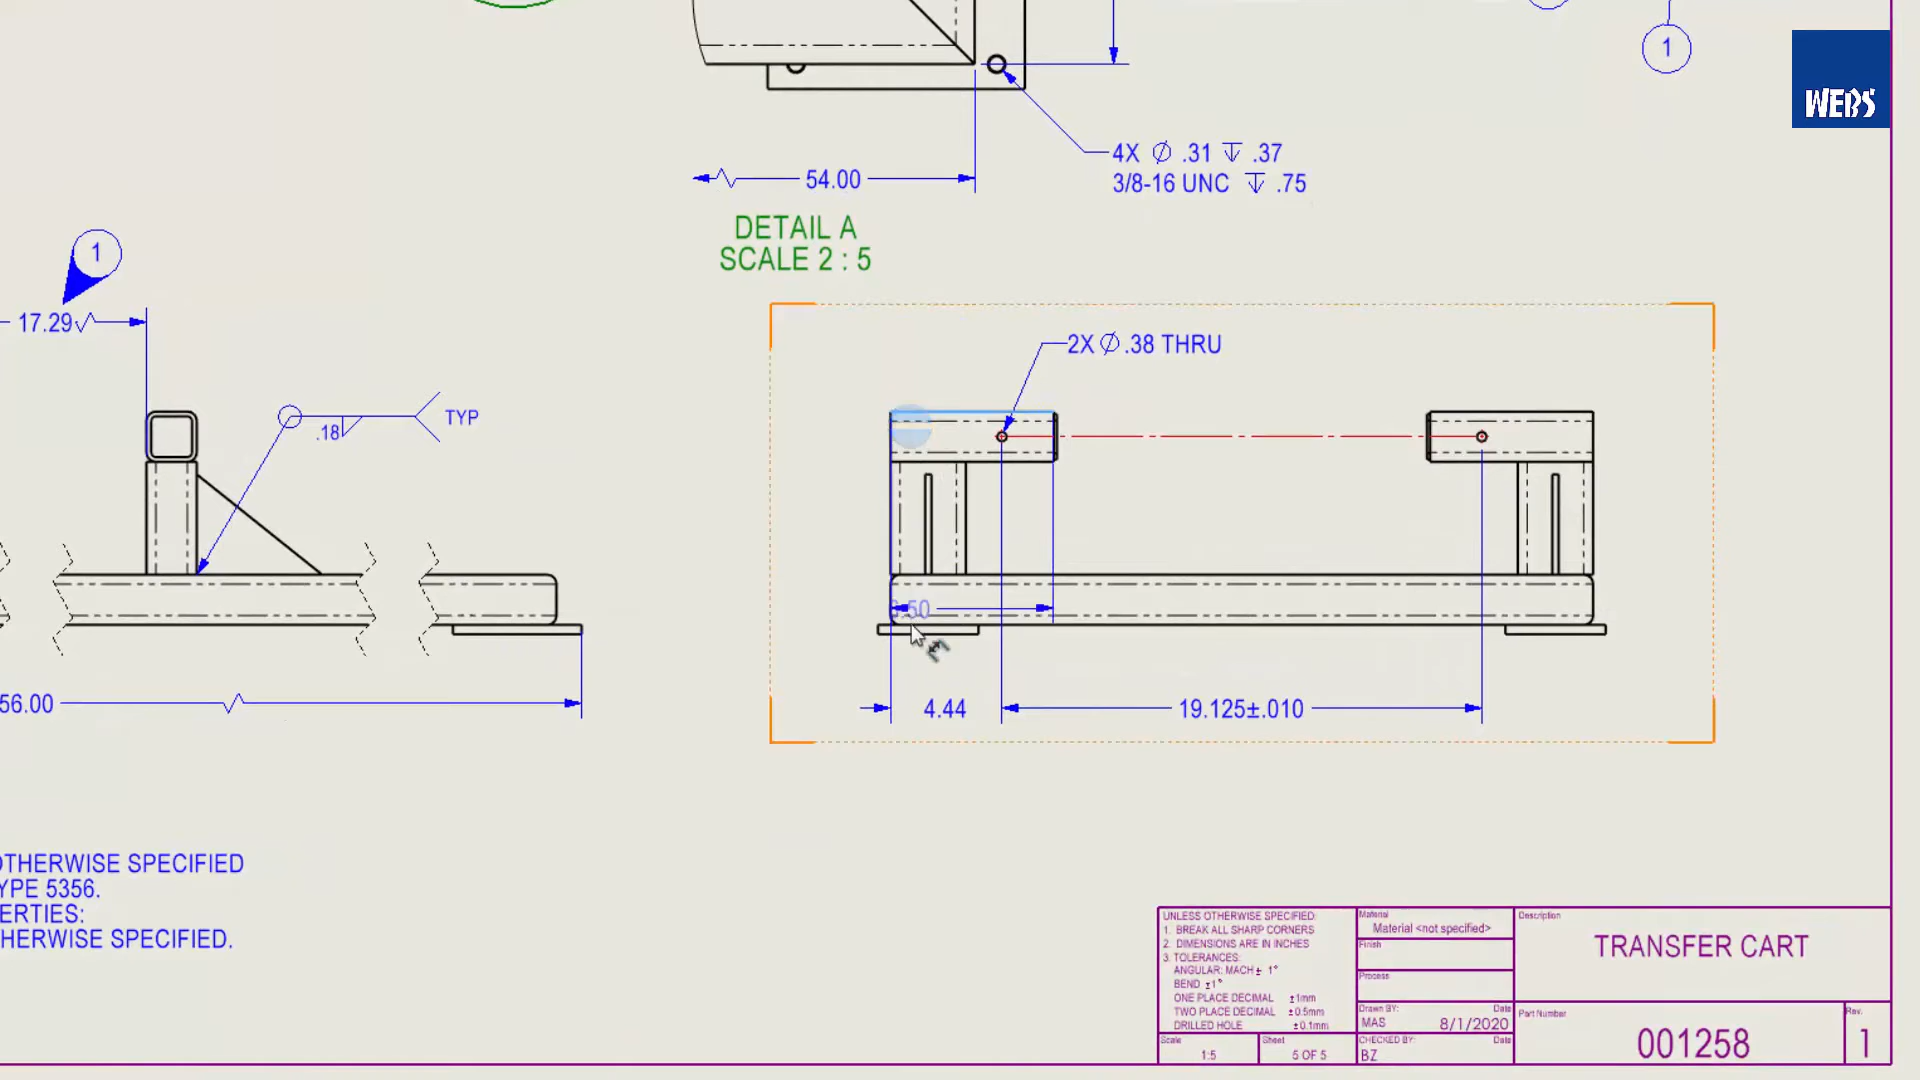 1
WEBS
4X ∅ .31 ↧ .37
3/8-16 UNC ↧ .75
54.00
DETAIL A
SCALE 2 : 5
1
17.29
2X ∅ .38 THRU
.18
TYP
.50
56.00
4.44
19.125±.010
OTHERWISE SPECIFIED
YPE 5356.
ERTIES:
HERWISE SPECIFIED.
UNLESS OTHERWISE SPECIFIED:
1. BREAK ALL SHARP CORNERS
2. DIMENSIONS ARE IN INCHES
3. TOLERANCES:
ANGULAR: MACH± 1°
BEND ±1°
ONE PLACE DECIMAL ±1mm
TWO PLACE DECIMAL ±0.5mm
DRILLED HOLE ±0.1mm
Scale
1:5
Sheet
5 OF 5
Material
Material <not specified>
Finish
Process
Drawn BY: Date
MAS 8/1/2020
CHECKED BY: Date
BZ
Description
TRANSFER CART
Part Number
001258
Rev.
1